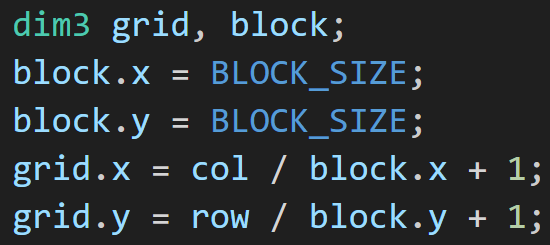 dim3 grid, block;
block.x = BLOCK_SIZE;
block.y = BLOCK_SIZE;
grid.x = col / block.x + 1;
grid.y = row / block.y + 1;